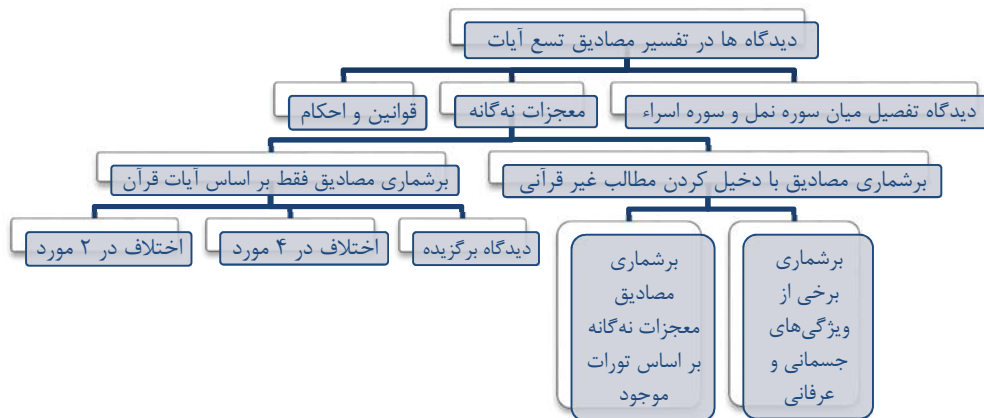 دیدگاه ها در تفسیر مصادیق تسع آیات
دیدگاه تفصیل میان سوره نمل و سوره اسراء
معجزات نه‌گانه
قوانین و احکام
برشماری مصادیق با دخیل کردن مطالب غیر قرآنی
برشماری مصادیق فقط بر اساس آیات قرآن
برشماری
برخی از
ویژگی‌های
جسمانی و
عرفانی
برشماری
مصادیق
معجزات نه‌گانه
بر اساس تورات
موجود
دیدگاه برگزیده
اختلاف در ۴ مورد
اختلاف در ۲ مورد